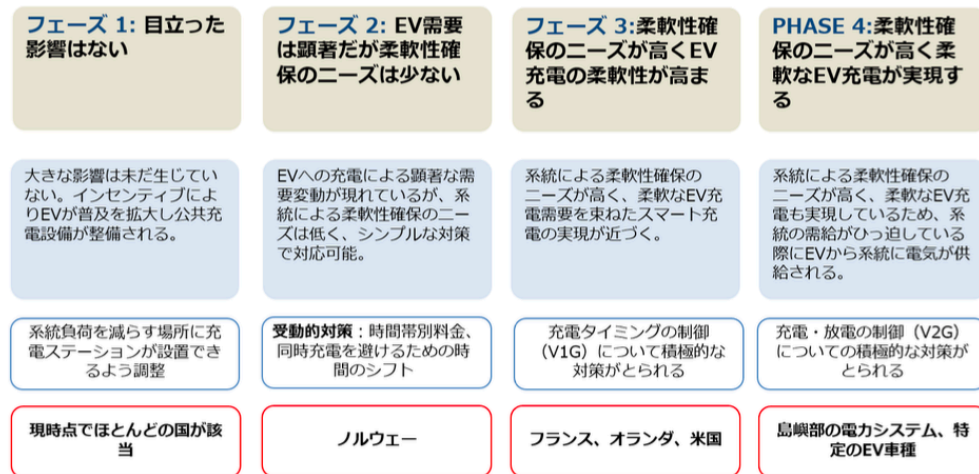 フェーズ 1: 目立った
影響はない
大きな影響は未だ生じてい
ない。インセンティブによ
りEVが普及を拡大し公共充
電設備が整備される。
系統負荷を減らす場所に充
電ステーションが設置でき
るよう調整
現時点でほとんどの国が該
当
フェーズ 2: EV需要
は顕著だが柔軟性確
保のニーズは少ない
EVへの充電による顕著な需
要変動が現れているが、系
統による柔軟性確保のニー
ズは低く、シンプルな対策
で対応可能。
受動的対策：時間帯別料金、
同時充電を避けるための時
間のシフト
ノルウェー
フェーズ 3:柔軟性確
保のニーズが高くEV
充電の柔軟性が高ま
る
系統による柔軟性確保の
ニーズが高く、柔軟なEV充
電需要を束ねたスマート充
電の実現が近づく。
充電タイミングの制御
（V1G）について積極的な
対策がとられる
フランス、オランダ、米国
PHASE 4:柔軟性確
保のニーズが高く柔
軟なEV充電が実現す
る
系統による柔軟性確保の
ニーズが高く、柔軟なEV充
電も実現しているため、系
統の需給がひっ迫している
際にEVから系統に電気が供
給される。
充電・放電の制御（V2G）
についての積極的な対策が
とられる
島嶼部の電力システム、特
定のEV車種